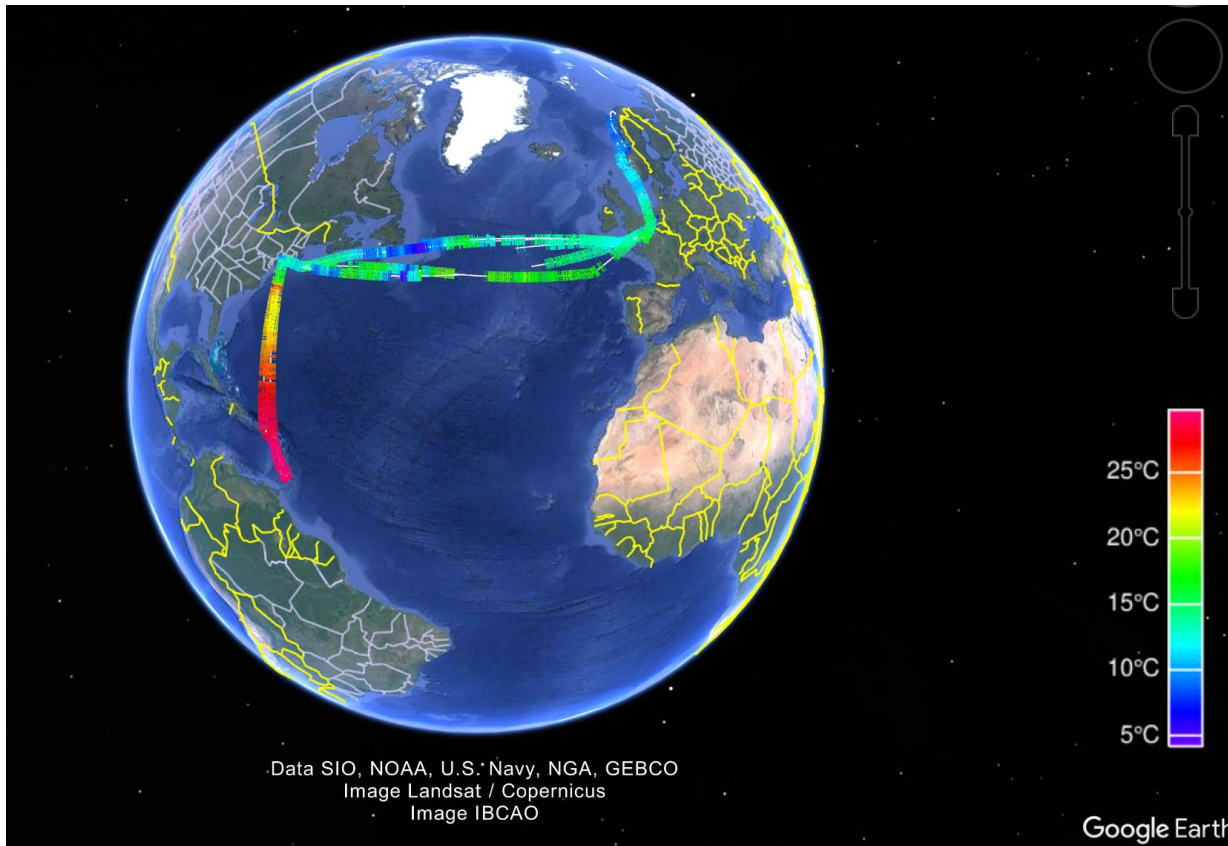 25°C
20°C
15°C
10°C
5°C
Data SIO, NOAA, U.S. Navy, NGA, GEBCO
Image Landsat / Copernicus
Image IBCAO
Google Earth